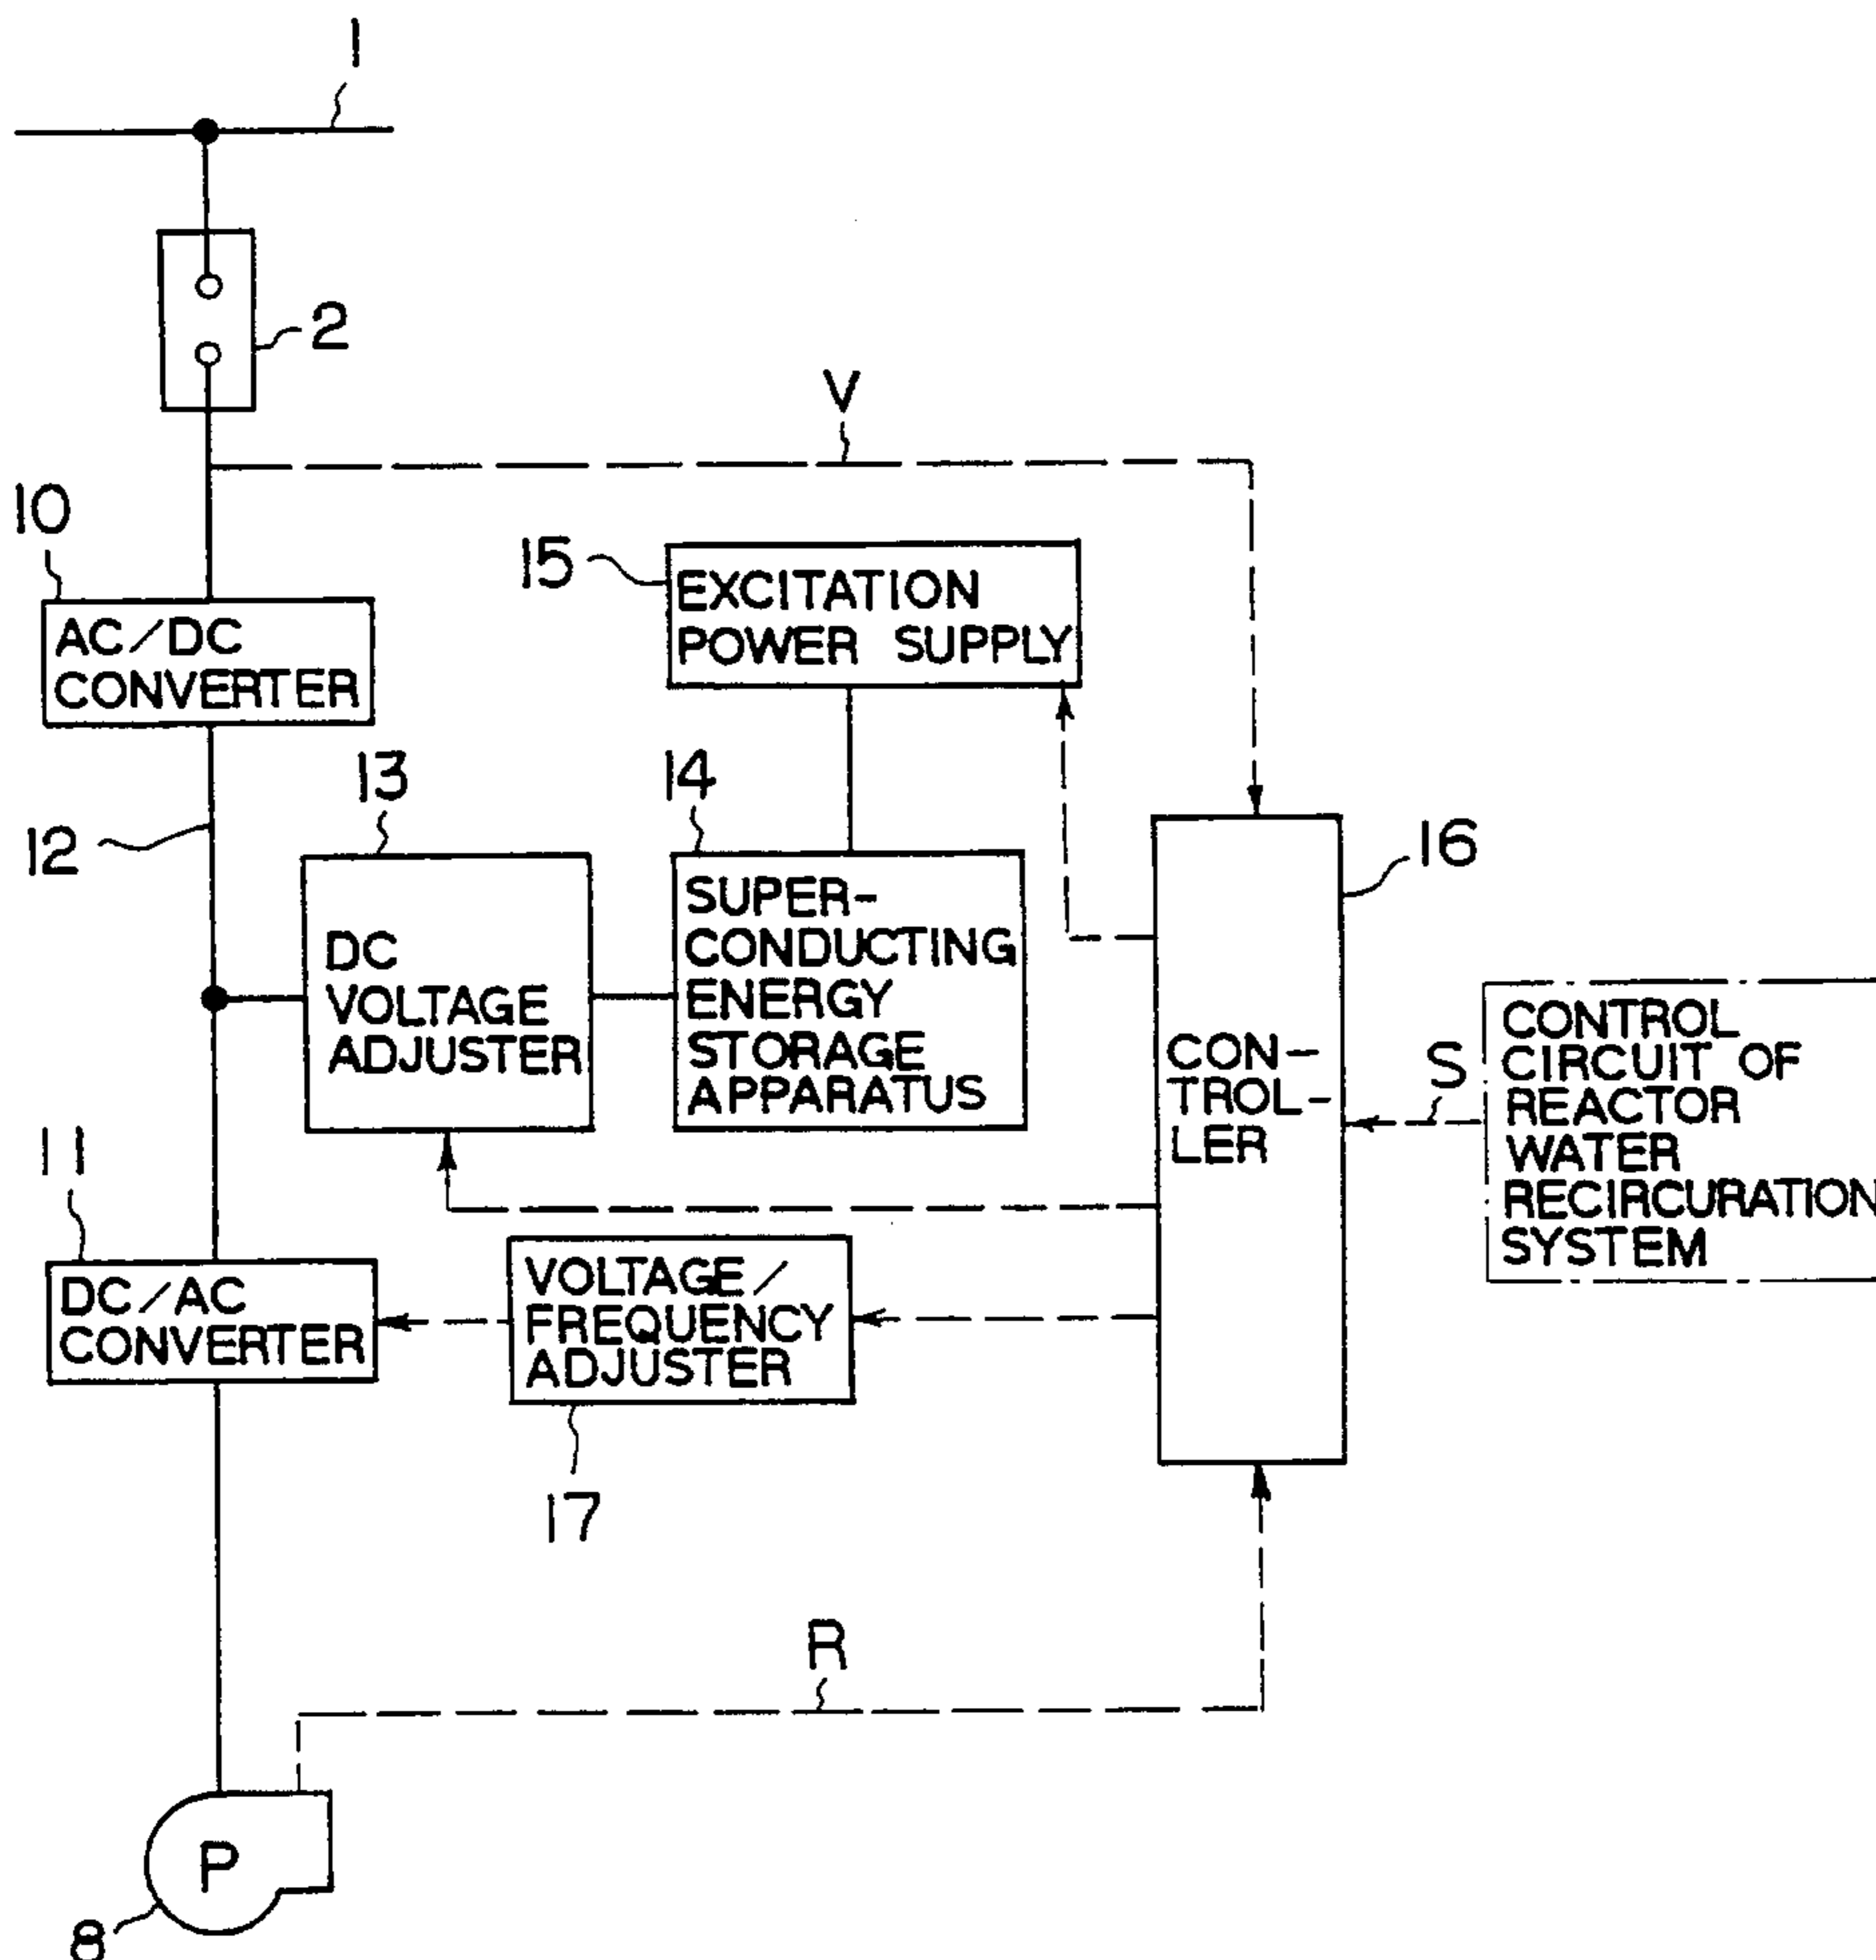 1
2
V
10
AC/DC
CONVERTER
15
EXCITATION
POWER SUPPLY
12
13
DC
VOLTAGE
ADJUSTER
14
SUPER-
CONDUCTING
ENERGY
STORAGE
APPARATUS
16
CON-
TROL-
LER
S
CONTROL
CIRCUIT OF
REACTOR
WATER
RECIRCURATION
SYSTEM
11
DC/AC
CONVERTER
VOLTAGE/
FREQUENCY
ADJUSTER
17
R
P
8